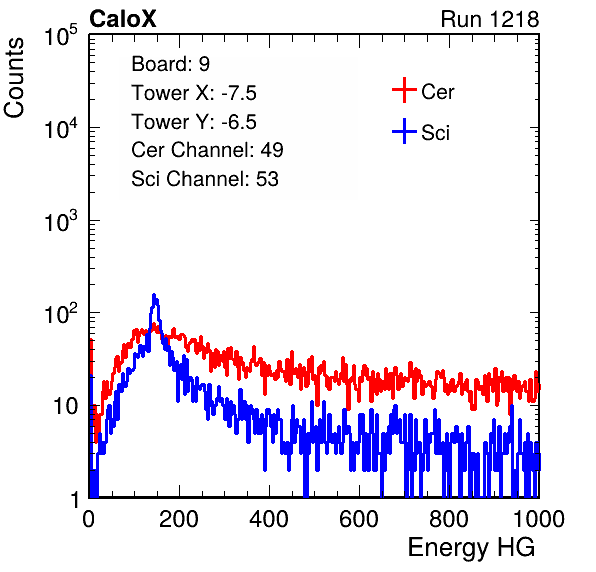 CaloX Run 1218
Counts
Board: 9
Tower X: -7.5
Tower Y: -6.5
Cer Channel: 49
Sci Channel: 53
Cer
Sci
10^5
10^4
10^3
10^2
10
1
0 200 400 600 800 1000
Energy HG